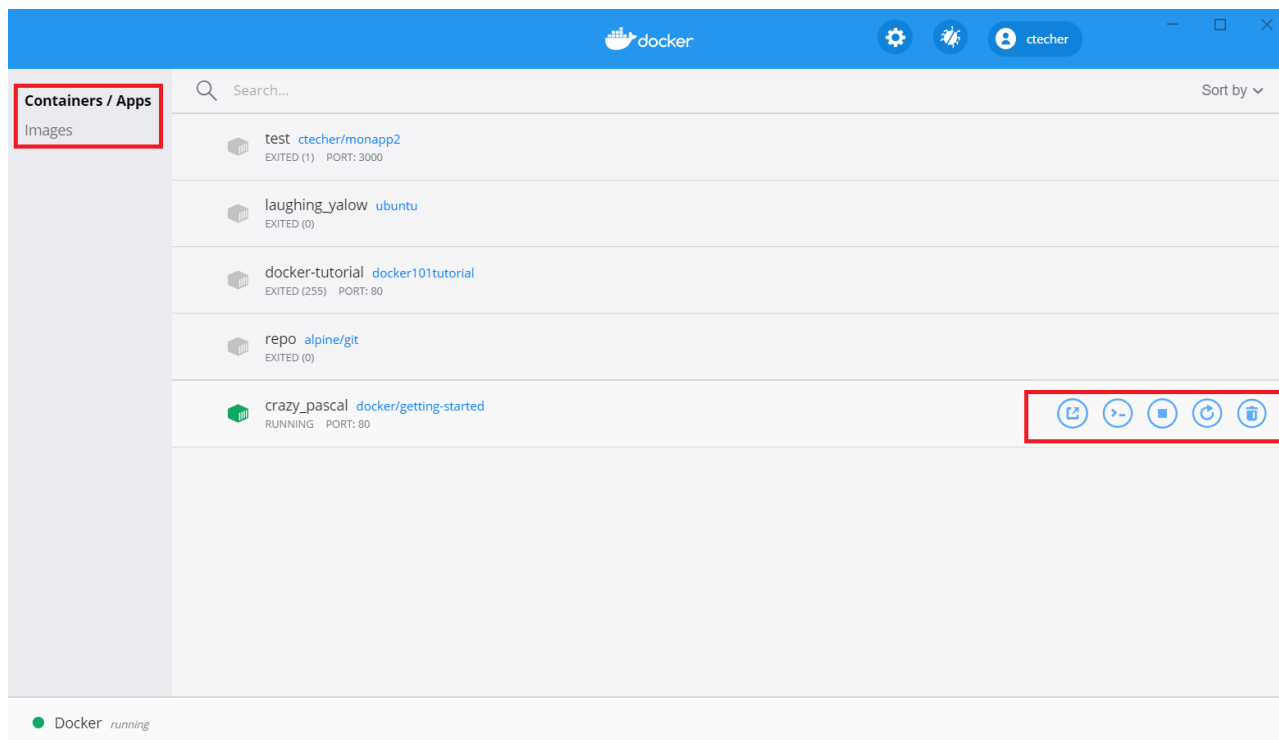 docker
ctecher
Containers / Apps
Images
Search...
Sort by
test ctecher/monapp2
EXITED (1) PORT: 3000
laughing_yalow ubuntu
EXITED (0)
docker-tutorial docker101tutorial
EXITED (255) PORT: 80
repo alpine/git
EXITED (0)
crazy_pascal docker/getting-started
RUNNING PORT: 80
Docker running